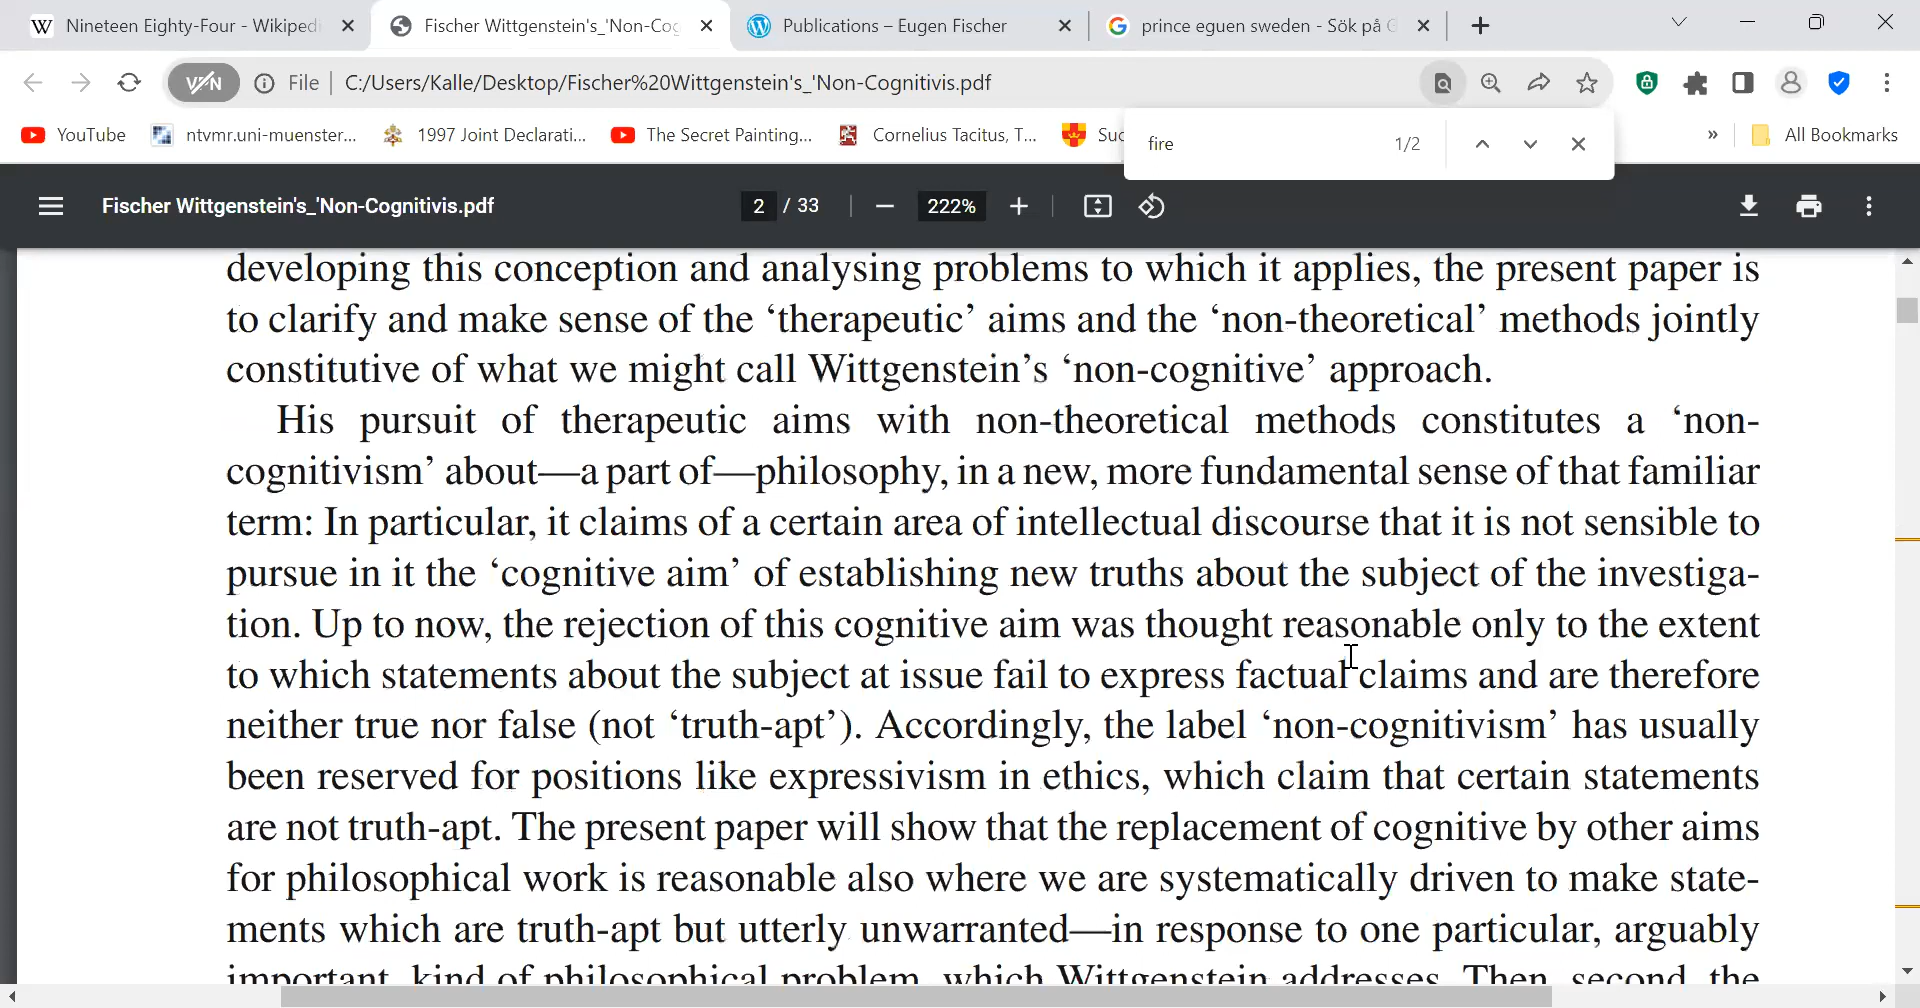 Nineteen Eighty-Four - Wikiped
Fischer Wittgenstein's_'Non-Cog
Publications – Eugen Fischer
prince eguen sweden - Sök på G
VPN
File
C:/Users/Kalle/Desktop/Fischer%20Wittgenstein's_'Non-Cognitivis.pdf
YouTube
ntvmr.uni-muenster...
1997 Joint Declarati...
The Secret Painting...
Cornelius Tacitus, T...
Suc
»
All Bookmarks
fire
1/2
Fischer Wittgenstein's_'Non-Cognitivis.pdf
2 / 33
222%
developing this conception and analysing problems to which it applies, the present paper is
to clarify and make sense of the ‘therapeutic’ aims and the ‘non-theoretical’ methods jointly
constitutive of what we might call Wittgenstein’s ‘non-cognitive’ approach.
His pursuit of therapeutic aims with non-theoretical methods constitutes a ‘non-
cognitivism’ about—a part of—philosophy, in a new, more fundamental sense of that familiar
term: In particular, it claims of a certain area of intellectual discourse that it is not sensible to
pursue in it the ‘cognitive aim’ of establishing new truths about the subject of the investiga-
tion. Up to now, the rejection of this cognitive aim was thought reasonable only to the extent
to which statements about the subject at issue fail to express factual claims and are therefore
neither true nor false (not ‘truth-apt’). Accordingly, the label ‘non-cognitivism’ has usually
been reserved for positions like expressivism in ethics, which claim that certain statements
are not truth-apt. The present paper will show that the replacement of cognitive by other aims
for philosophical work is reasonable also where we are systematically driven to make state-
ments which are truth-apt but utterly unwarranted—in response to one particular, arguably
important, kind of philosophical problem, which Wittgenstein addresses. Then, second, the